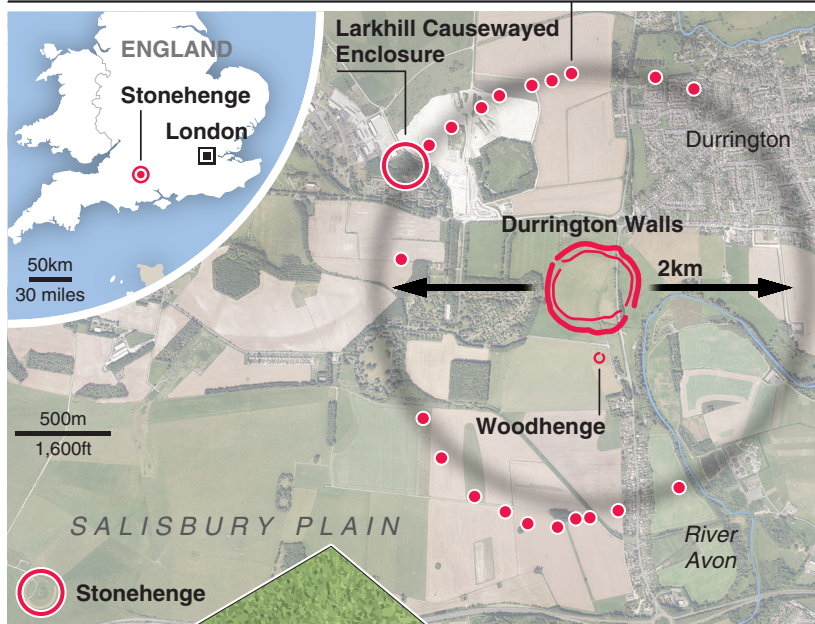 ENGLAND
Stonehenge
London
50km
30 miles
Larkhill Causewayed
Enclosure
Durrington
Durrington Walls
2km
Woodhenge
500m
1,600ft
SALISBURY PLAIN
River
Avon
Stonehenge